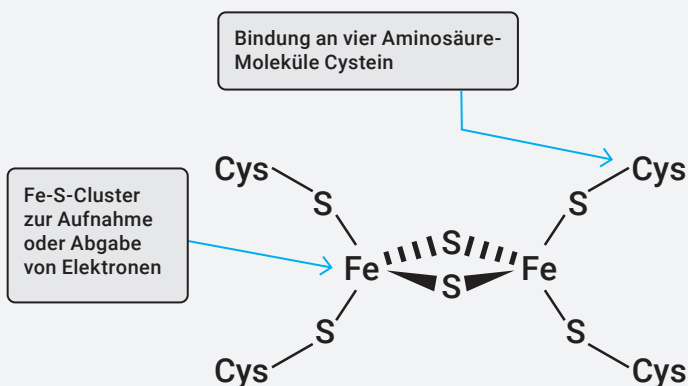 Bindung an vier Aminosäure-
Moleküle Cystein
Cys
Cys
Fe-S-Cluster
zur Aufnahme
oder Abgabe
von Elektronen
S
S
S
Fe
Fe
S
S
S
Cys
Cys